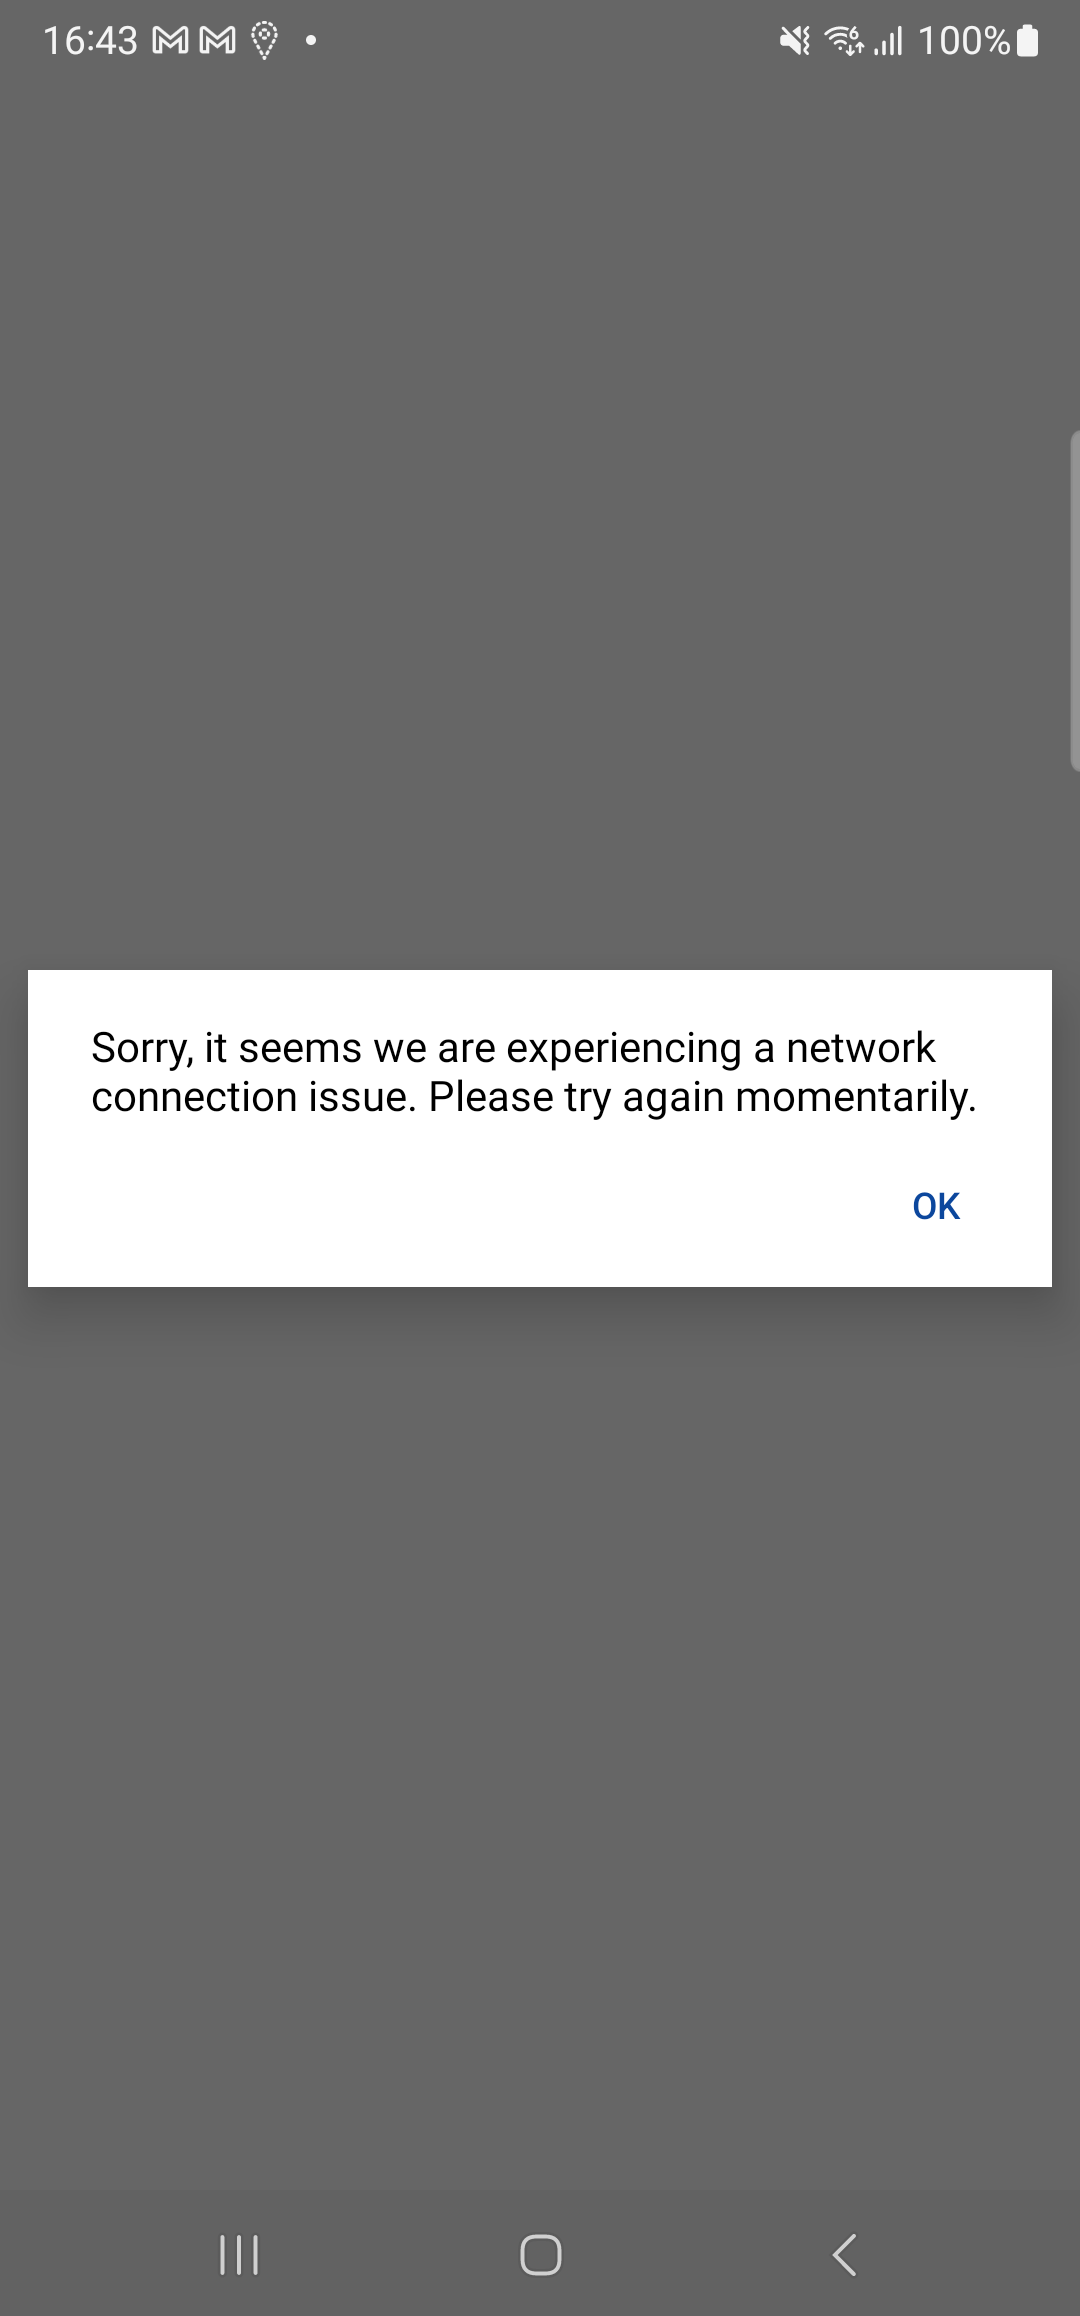 16:43 100%
Sorry, it seems we are experiencing a network
connection issue. Please try again momentarily.
OK